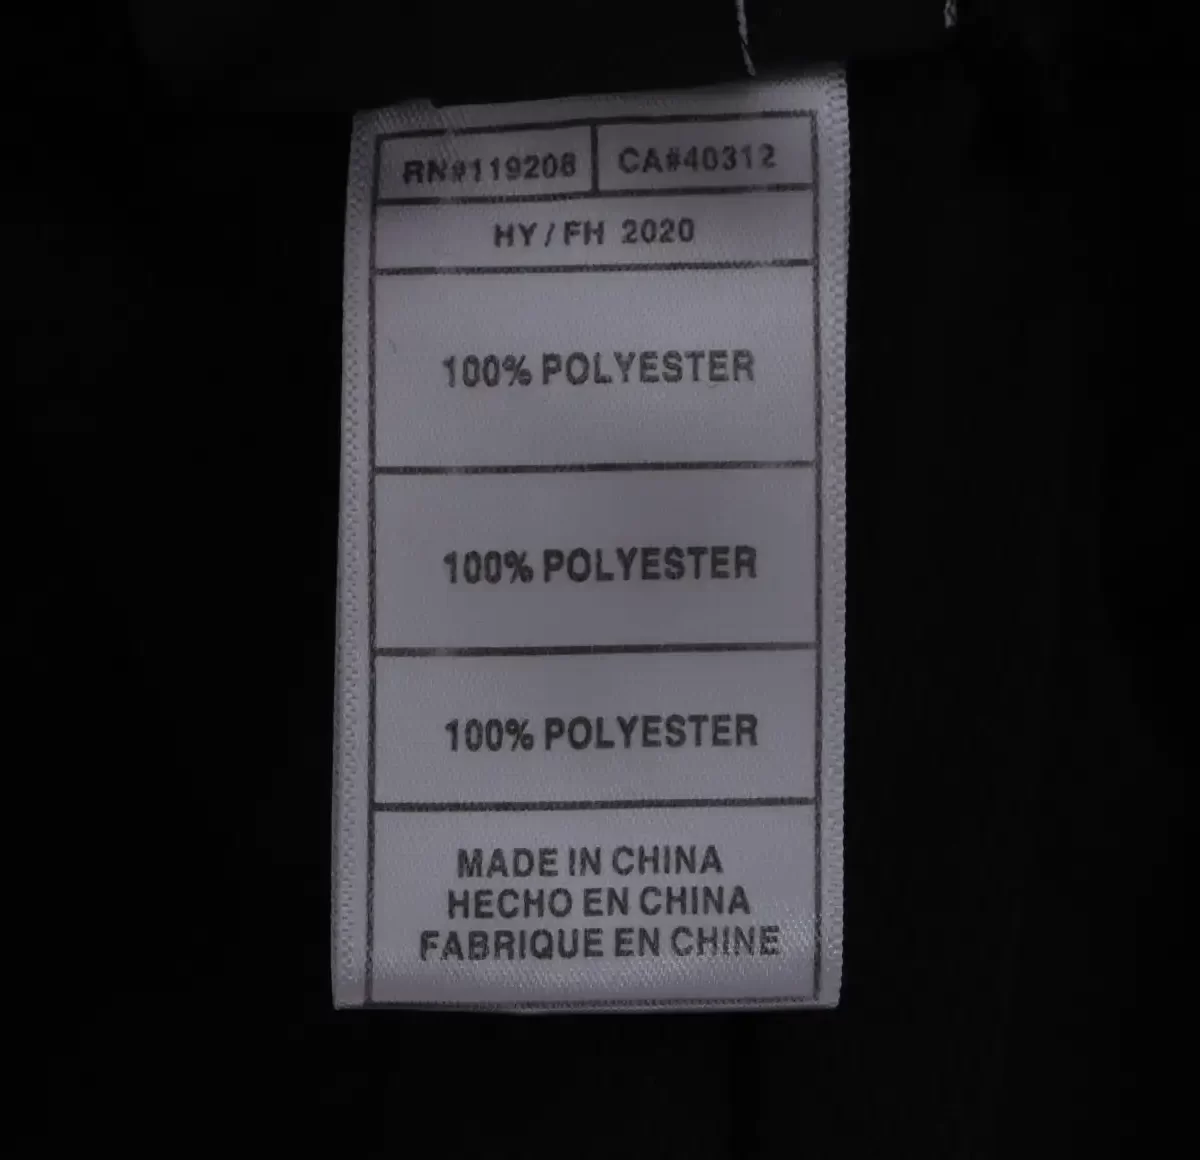 RN#119208 CA#40312
HY / FH 2020
100% POLYESTER
100% POLYESTER
100% POLYESTER
MADE IN CHINA
HECHO EN CHINA
FABRIQUE EN CHINE